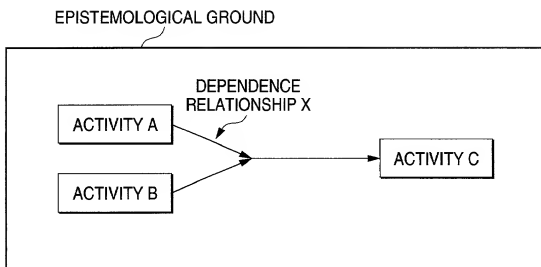 EPISTEMOLOGICAL GROUND
DEPENDENCE
RELATIONSHIP X
ACTIVITY A
ACTIVITY B
ACTIVITY C